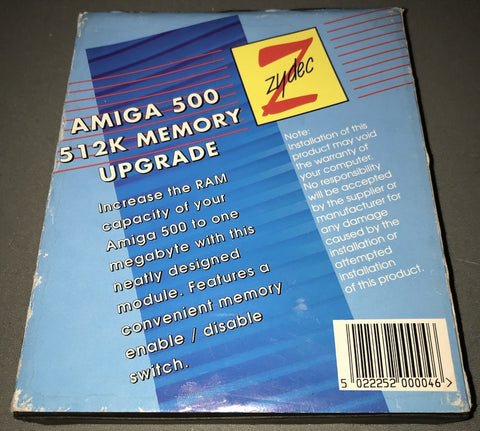 Zydec
AMIGA 500
512K MEMORY
UPGRADE
Increase the RAM
capacity of your
Amiga 500 to one
megabyte with this
neatly designed
module. Features a
convenient memory
enable / disable
switch.
Note:
Installation of this
product may void
the warranty of
your computer.
No responsibility
will be accepted
by the supplier or
manufacturer for
any damage
caused by the
installation or
attempted
installation
of this product.
5 022252 000046 >